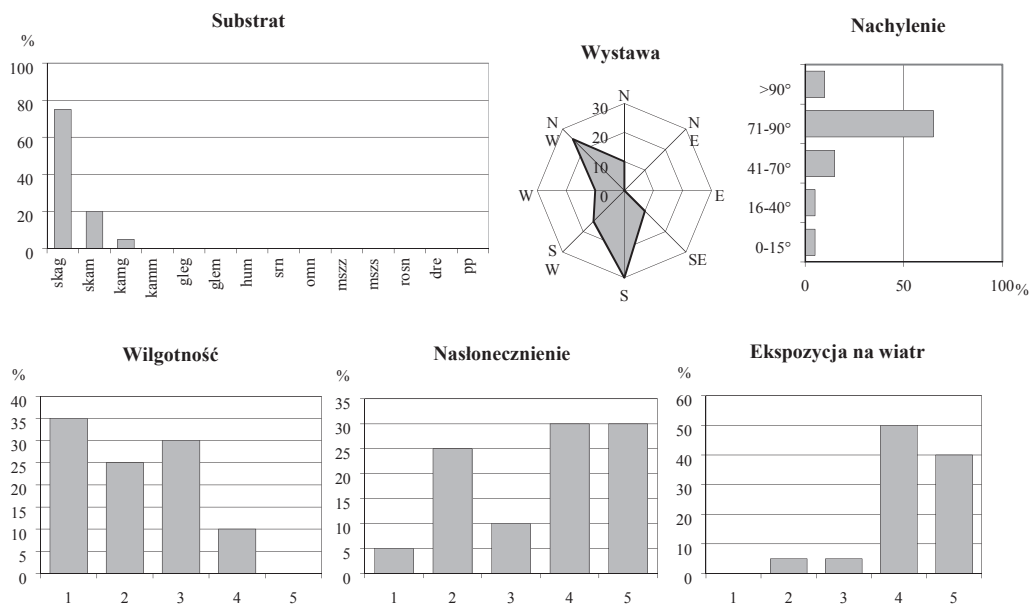 Substrat
%
100
80
60
40
20
0
skag
skam
kamg
kamm
gleg
glem
hum
srn
omn
mszz
mszs
rosn
dre
pp
Wystawa
N
N
E
E
SE
S
S
W
W
N
W
30
20
10
0
Nachylenie
>90°
71-90°
41-70°
16-40°
0-15°
0 50 100%
Wilgotność
%
40
35
30
25
20
15
10
5
0
1 2 3 4 5
Nasłonecznienie
%
35
30
25
20
15
10
5
0
1 2 3 4 5
Ekspozycja na wiatr
%
60
50
40
30
20
10
0
1 2 3 4 5